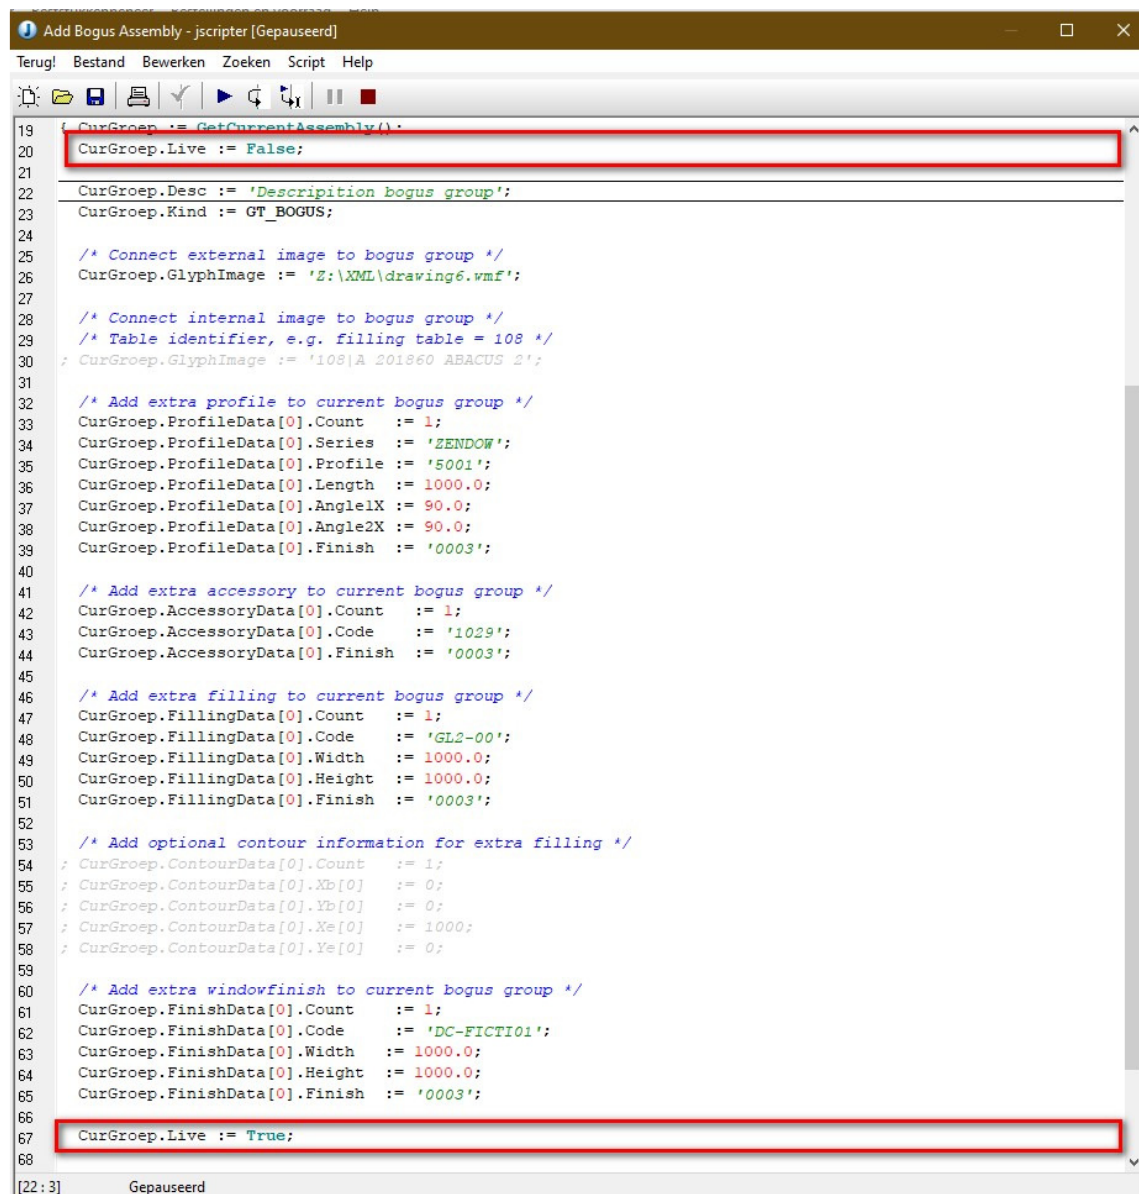 Add Bogus Assembly - jscripter [Gepauseerd]
Terug! Bestand Bewerken Zoeken Script Help
19 { CurGroep := GetCurrentAssembly();
20 CurGroep.Live := False;
21
22 CurGroep.Desc := 'Descripition bogus group';
23 CurGroep.Kind := GT_BOGUS;
24
25 /* Connect external image to bogus group */
26 CurGroep.GlyphImage := 'Z:\XML\drawing6.wmf';
27
28 /* Connect internal image to bogus group */
29 /* Table identifier, e.g. filling table = 108 */
30 ; CurGroep.GlyphImage := '108|A 201860 ABACUS 2';
31
32 /* Add extra profile to current bogus group */
33 CurGroep.ProfileData[0].Count := 1;
34 CurGroep.ProfileData[0].Series := 'ZENDOW';
35 CurGroep.ProfileData[0].Profile := '5001';
36 CurGroep.ProfileData[0].Length := 1000.0;
37 CurGroep.ProfileData[0].Angle1X := 90.0;
38 CurGroep.ProfileData[0].Angle2X := 90.0;
39 CurGroep.ProfileData[0].Finish := '0003';
40
41 /* Add extra accessory to current bogus group */
42 CurGroep.AccessoryData[0].Count := 1;
43 CurGroep.AccessoryData[0].Code := '1029';
44 CurGroep.AccessoryData[0].Finish := '0003';
45
46 /* Add extra filling to current bogus group */
47 CurGroep.FillingData[0].Count := 1;
48 CurGroep.FillingData[0].Code := 'GL2-00';
49 CurGroep.FillingData[0].Width := 1000.0;
50 CurGroep.FillingData[0].Height := 1000.0;
51 CurGroep.FillingData[0].Finish := '0003';
52
53 /* Add optional contour information for extra filling */
54 ; CurGroep.ContourData[0].Count := 1;
55 ; CurGroep.ContourData[0].Xb[0] := 0;
56 ; CurGroep.ContourData[0].Yb[0] := 0;
57 ; CurGroep.ContourData[0].Xe[0] := 1000;
58 ; CurGroep.ContourData[0].Ye[0] := 0;
59
60 /* Add extra windowfinish to current bogus group */
61 CurGroep.FinishData[0].Count := 1;
62 CurGroep.FinishData[0].Code := 'DC-FICTI01';
63 CurGroep.FinishData[0].Width := 1000.0;
64 CurGroep.FinishData[0].Height := 1000.0;
65 CurGroep.FinishData[0].Finish := '0003';
66
67 CurGroep.Live := True;
68
[22 : 3] Gepauseerd